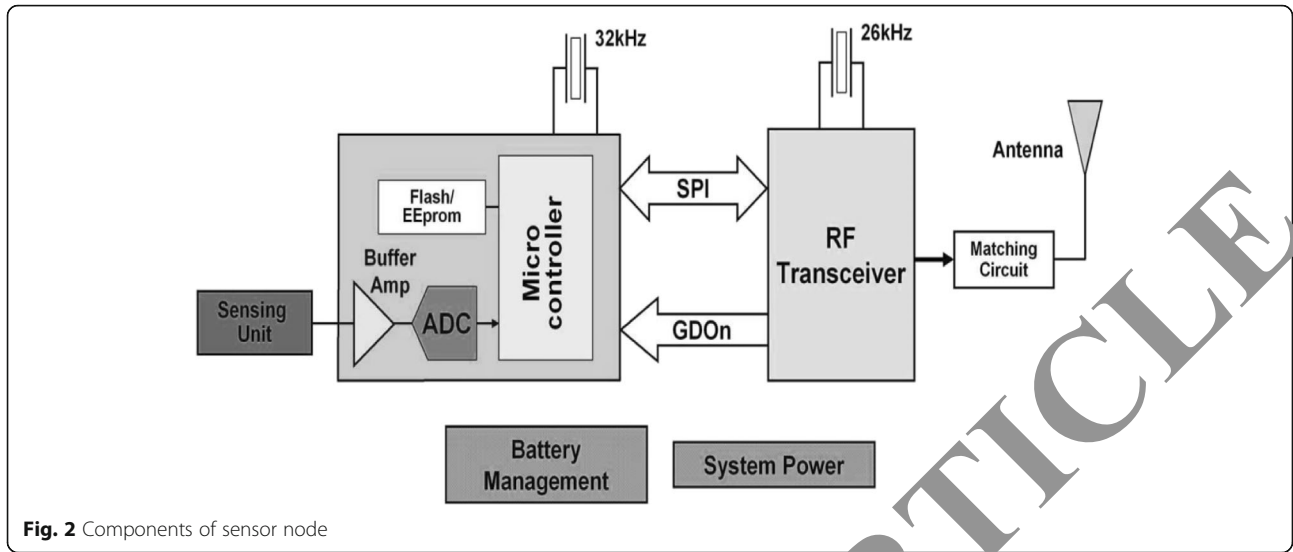 32kHz
26kHz
Antenna
Flash/
EEprom
Micro
controller
SPI
RF
Transceiver
Matching
Circuit
Buffer
Amp
Sensing
Unit
ADC
GDOn
Battery
Management
System Power
RTICLE
Fig. 2 Components of sensor node